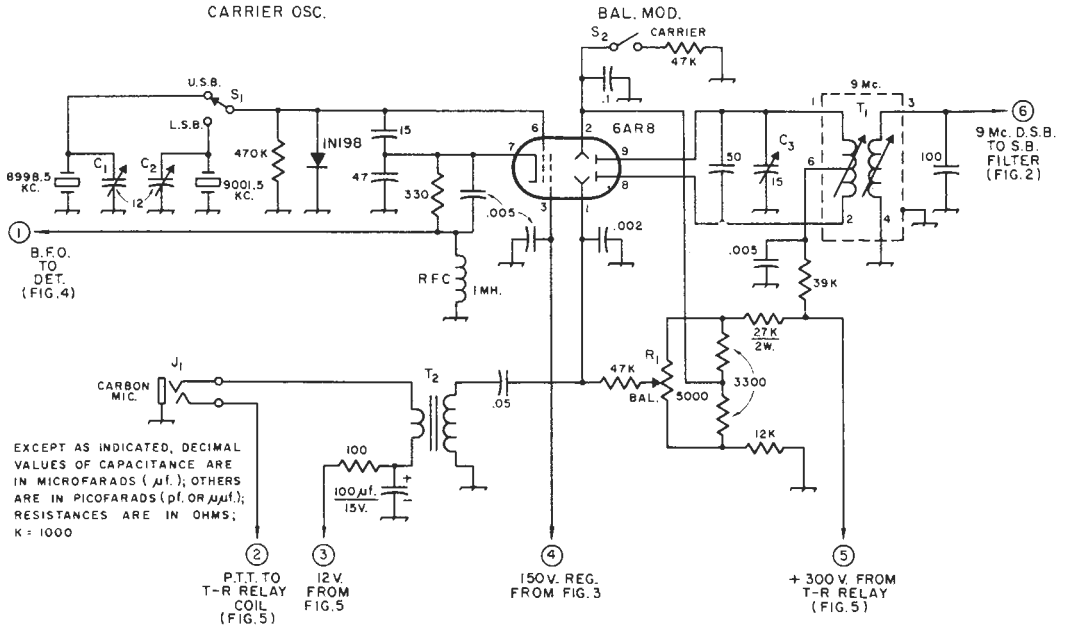 CARRIER OSC.
BAL. MOD.
S2
CARRIER
47K
U.S.B.
S1
.1
9 Mc.
L.S.B.
6
2
6AR8
1
T1
3
6
C1
C2
470K
1N198
15
7
9
8
50
C3
15
6
100
9 Mc. D.S.B.
TO S.B.
FILTER
(FIG.2)
8998.5
KC.
12
9001.5
KC.
47
330
.005
3
1
.002
2
4
1
B.F.O.
TO
DET.
(FIG.4)
RFC
1MH.
.005
39K
27K
2W.
J1
CARBON
MIC.
T2
.05
47K
R1
BAL.
5000
3300
12K
EXCEPT AS INDICATED, DECIMAL
VALUES OF CAPACITANCE ARE
IN MICROFARADS (µf.); OTHERS
ARE IN PICOFARADS (pf. OR µµf.);
RESISTANCES ARE IN OHMS;
K = 1000
100
100µf.
15V.
+
−
2
P.T.T. TO
T-R RELAY
COIL
(FIG.5)
3
12V.
FROM
FIG.5
4
150V. REG.
FROM FIG.3
5
+300V. FROM
T-R RELAY
(FIG.5)